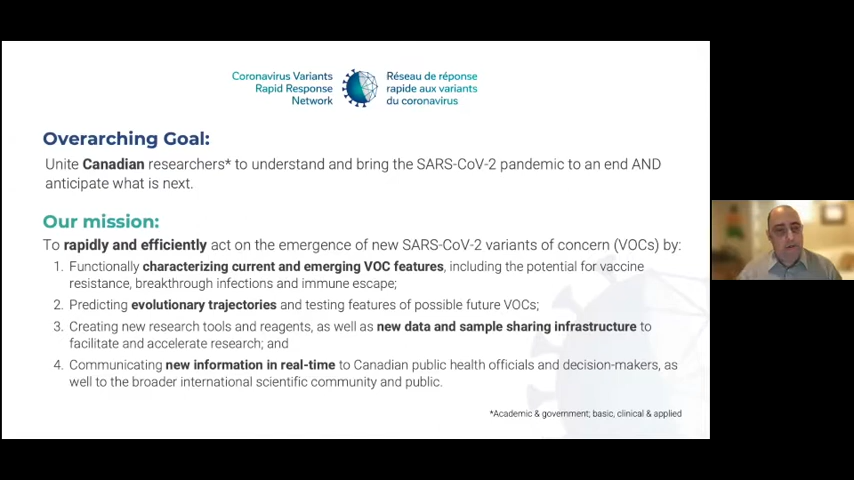 Coronavirus Variants
Rapid Response
Network
Réseau de réponse
rapide aux variants
du coronavirus
Overarching Goal:
Unite Canadian researchers* to understand and bring the SARS-CoV-2 pandemic to an end AND
anticipate what is next.
Our mission:
To rapidly and efficiently act on the emergence of new SARS-CoV-2 variants of concern (VOCs) by:
1. Functionally characterizing current and emerging VOC features, including the potential for vaccine
resistance, breakthrough infections and immune escape;
2. Predicting evolutionary trajectories and testing features of possible future VOCs;
3. Creating new research tools and reagents, as well as new data and sample sharing infrastructure to
facilitate and accelerate research; and
4. Communicating new information in real-time to Canadian public health officials and decision-makers, as
well to the broader international scientific community and public.
*Academic & government; basic, clinical & applied